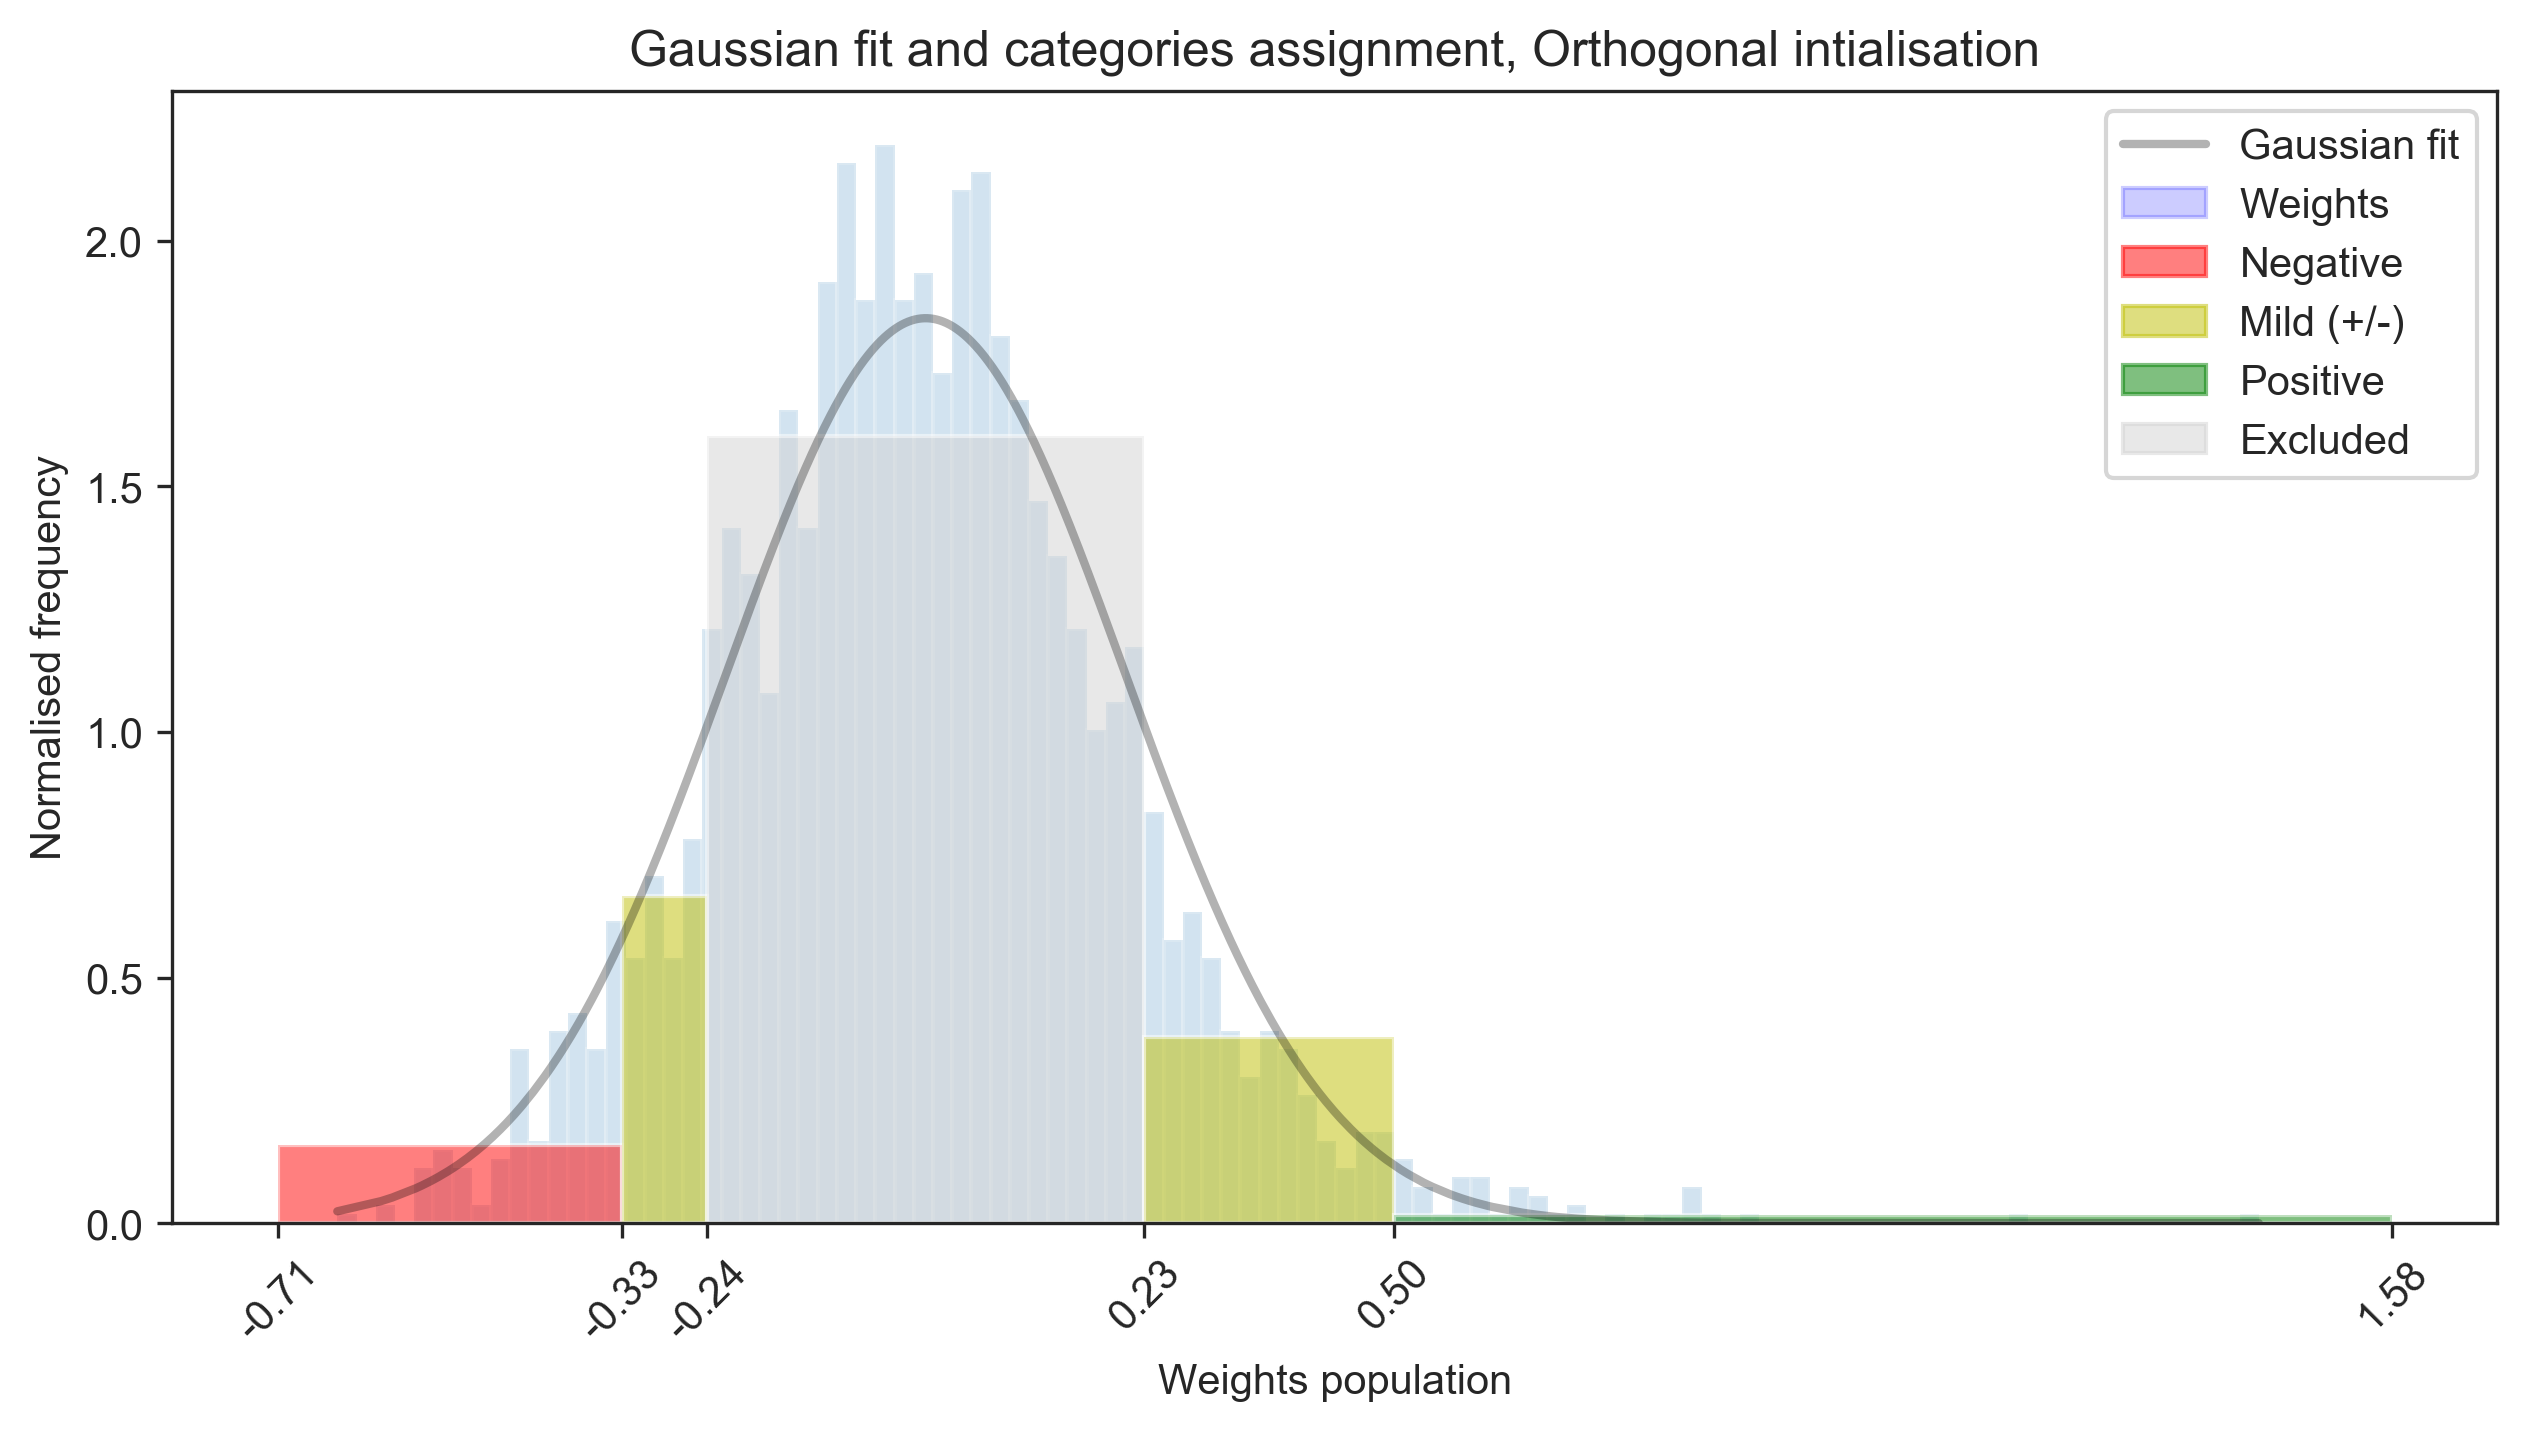 Gaussian fit and categories assignment, Orthogonal intialisation
Gaussian fit
Weights
Negative
Mild (+/-)
Positive
Excluded
Normalised frequency
2.0
1.5
1.0
0.5
0.0
-0.71
-0.33
-0.24
0.23
0.50
1.58
Weights population